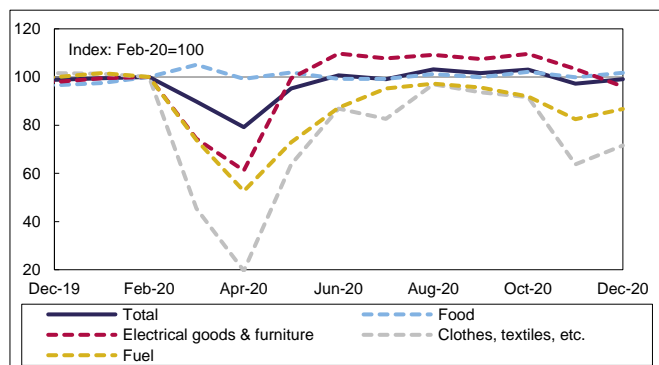 120
Index: Feb-20=100
100
80
60
40
20
Dec-19 Feb-20 Apr-20 Jun-20 Aug-20 Oct-20 Dec-20
Total Food
Electrical goods & furniture Clothes, textiles, etc.
Fuel